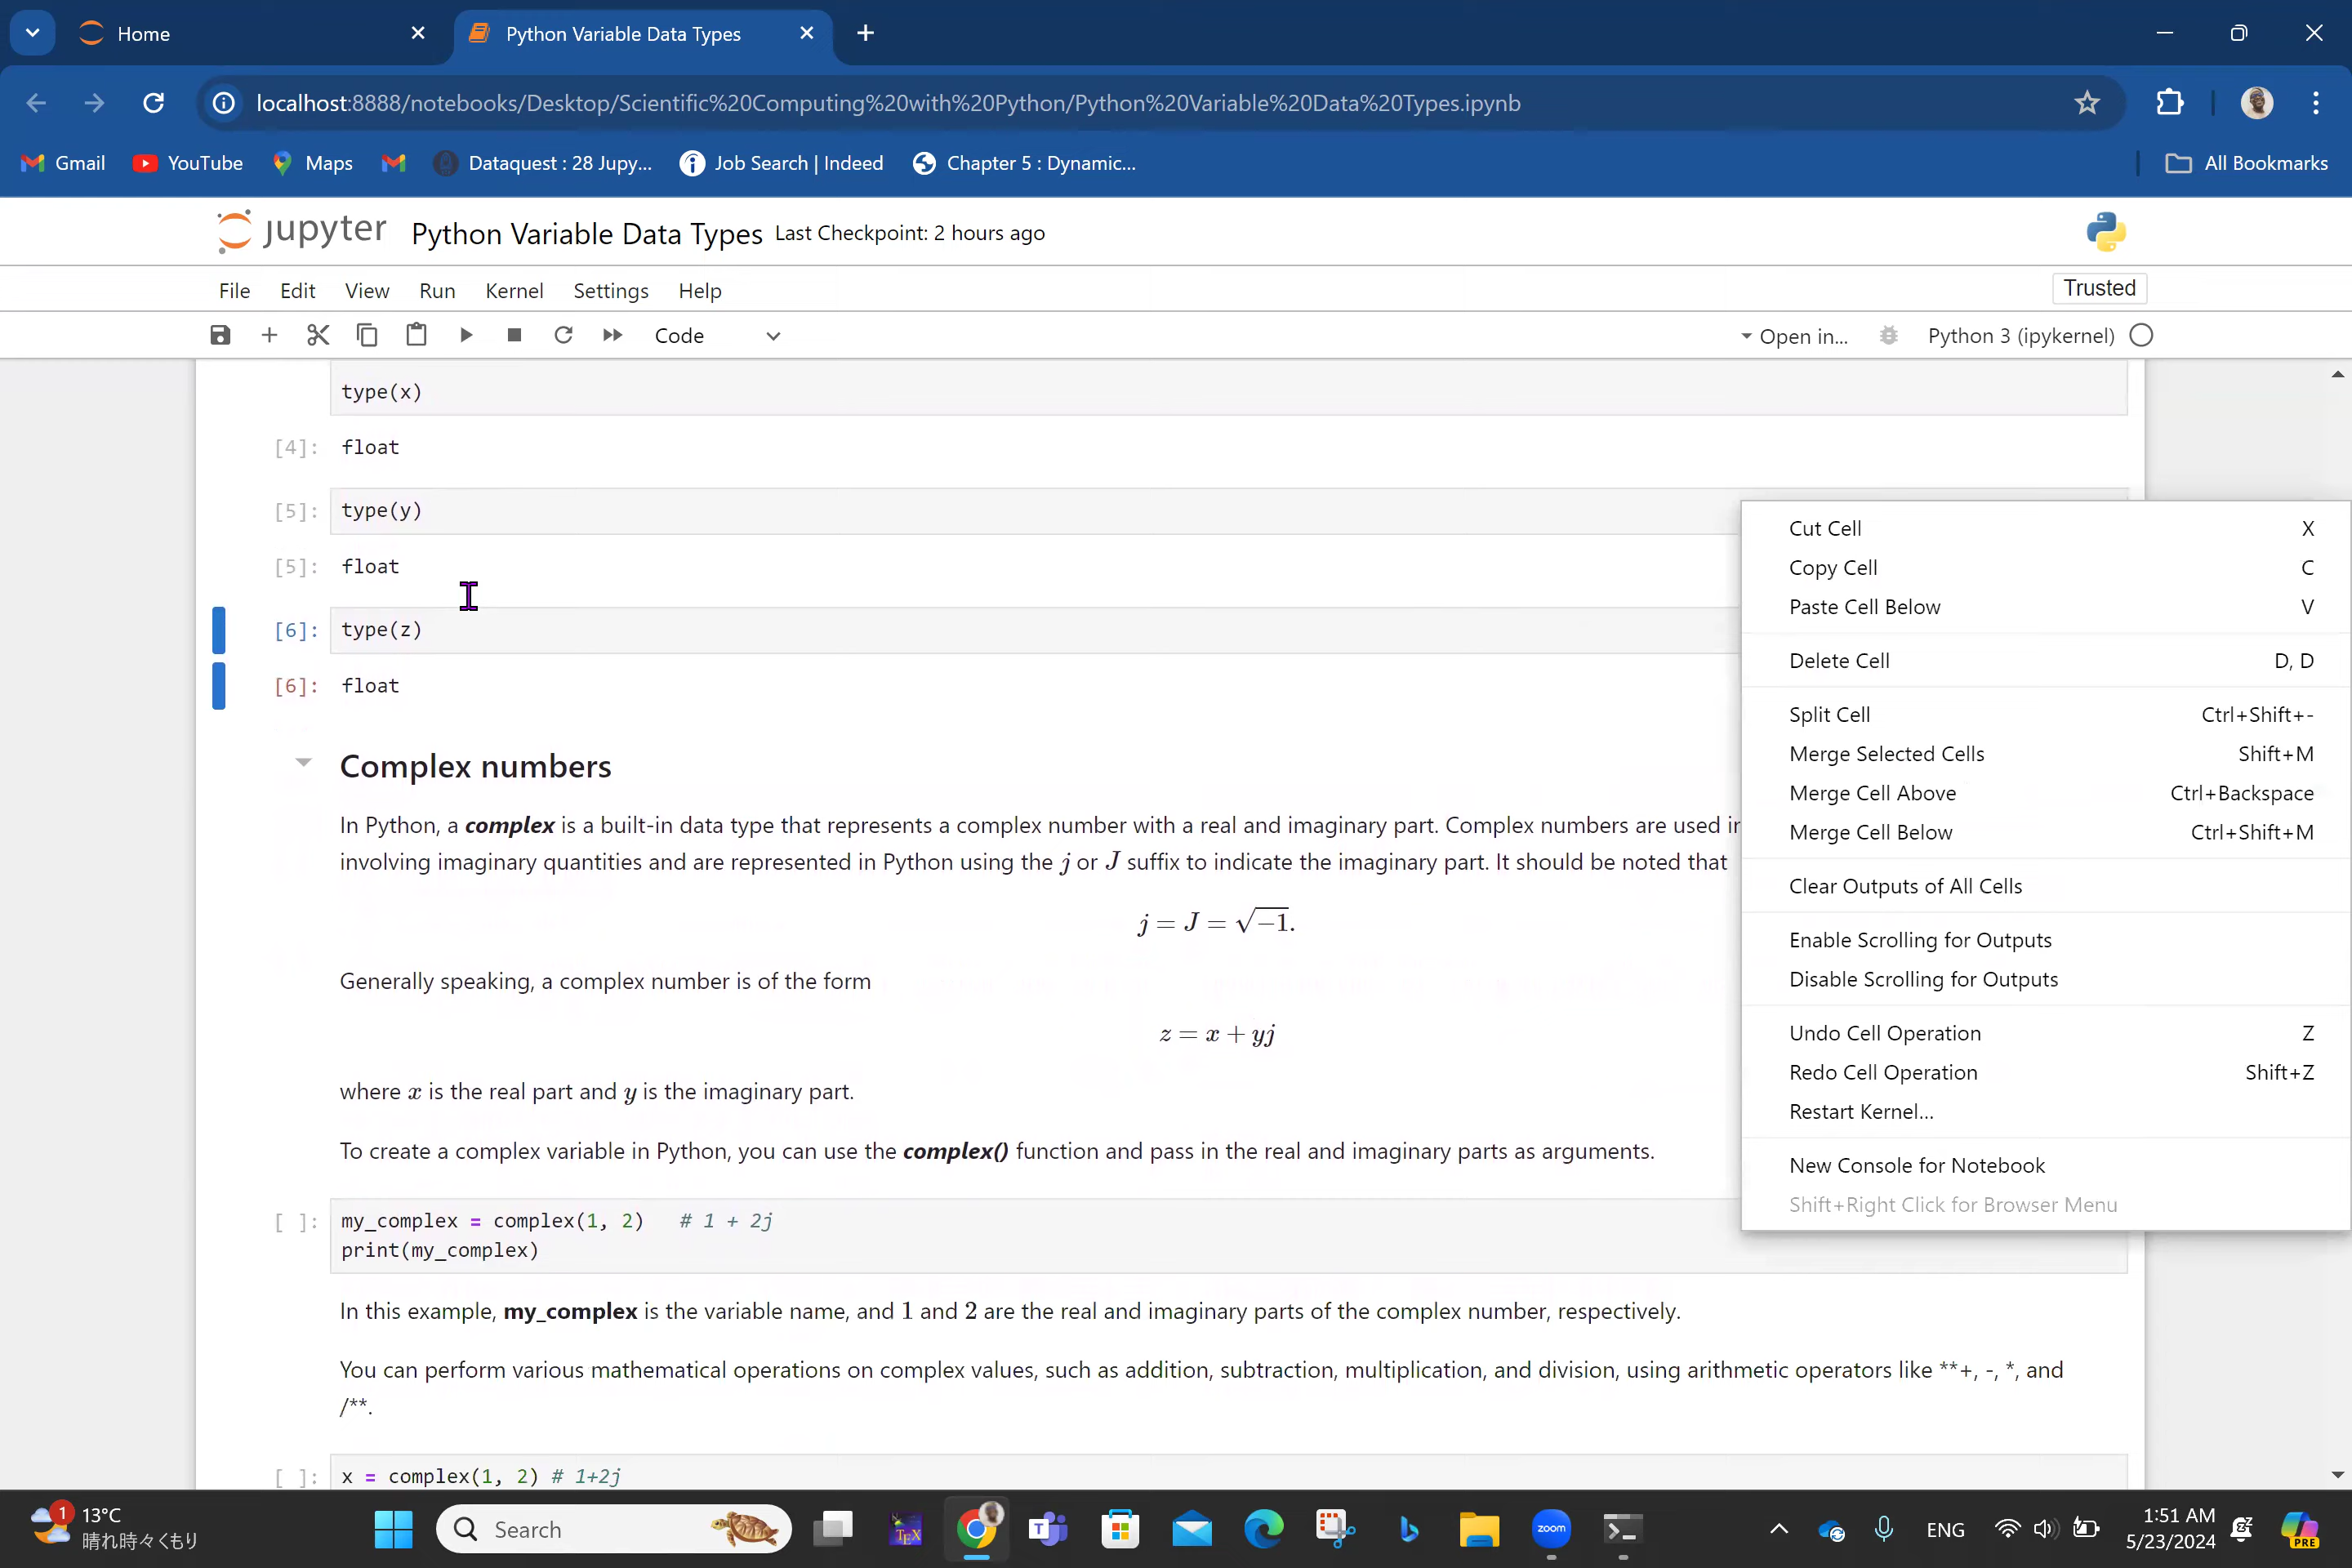 Home
Python Variable Data Types
localhost:8888/notebooks/Desktop/Scientific%20Computing%20with%20Python/Python%20Variable%20Data%20Types.ipynb
Gmail
YouTube
Maps
Dataquest : 28 Jupy...
Job Search | Indeed
Chapter 5 : Dynamic...
All Bookmarks
jupyter Python Variable Data Types Last Checkpoint: 2 hours ago
File Edit View Run Kernel Settings Help
Trusted
Code
Open in...
Python 3 (ipykernel)
type(x)
[4]: float
[5]: type(y)
[5]: float
[6]: type(z)
[6]: float
Complex numbers
In Python, a complex is a built-in data type that represents a complex number with a real and imaginary part. Complex numbers are used in
involving imaginary quantities and are represented in Python using the j or J suffix to indicate the imaginary part. It should be noted that
j = J = √−1.
Generally speaking, a complex number is of the form
z = x + yj
where x is the real part and y is the imaginary part.
To create a complex variable in Python, you can use the complex() function and pass in the real and imaginary parts as arguments.
[ ]: my_complex = complex(1, 2) # 1 + 2j
print(my_complex)
In this example, my_complex is the variable name, and 1 and 2 are the real and imaginary parts of the complex number, respectively.
You can perform various mathematical operations on complex values, such as addition, subtraction, multiplication, and division, using arithmetic operators like **+, -, *, and
/**.
[ ]: x = complex(1, 2) # 1+2j
Cut Cell X
Copy Cell C
Paste Cell Below V
Delete Cell D, D
Split Cell Ctrl+Shift+-
Merge Selected Cells Shift+M
Merge Cell Above Ctrl+Backspace
Merge Cell Below Ctrl+Shift+M
Clear Outputs of All Cells
Enable Scrolling for Outputs
Disable Scrolling for Outputs
Undo Cell Operation Z
Redo Cell Operation Shift+Z
Restart Kernel...
New Console for Notebook
Shift+Right Click for Browser Menu
1
13°C
晴れ時々くもり
Search
TEX
T
zoom
ENG
1:51 AM
5/23/2024
PRE